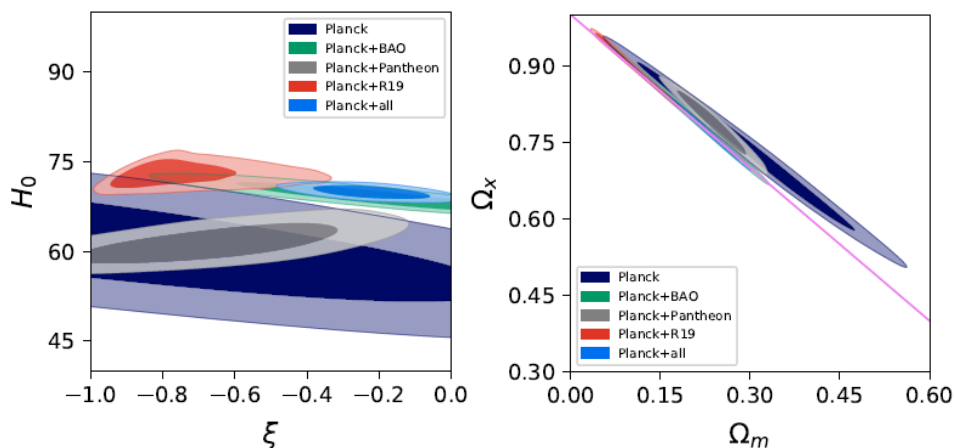 Planck
Planck+BAO
Planck+Pantheon
Planck+R19
Planck+all
90
75
60
45
H₀
−1.0 −0.8 −0.6 −0.4 −0.2 0.0
ξ
0.90
0.75
0.60
0.45
0.30
Ωₓ
Planck
Planck+BAO
Planck+Pantheon
Planck+R19
Planck+all
0.00 0.15 0.30 0.45 0.60
Ωₘ